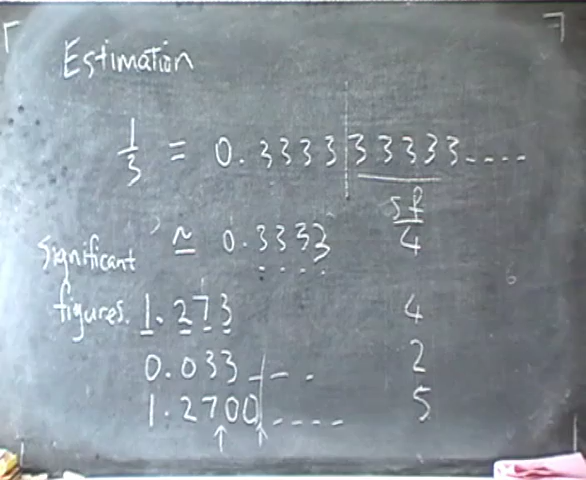 Estimation
1/3 = 0.3333|33333....
sf
≃ 0.3333 4
Significant
figures. 1.273 4
0.033|--. 2
1.2700|.... 5